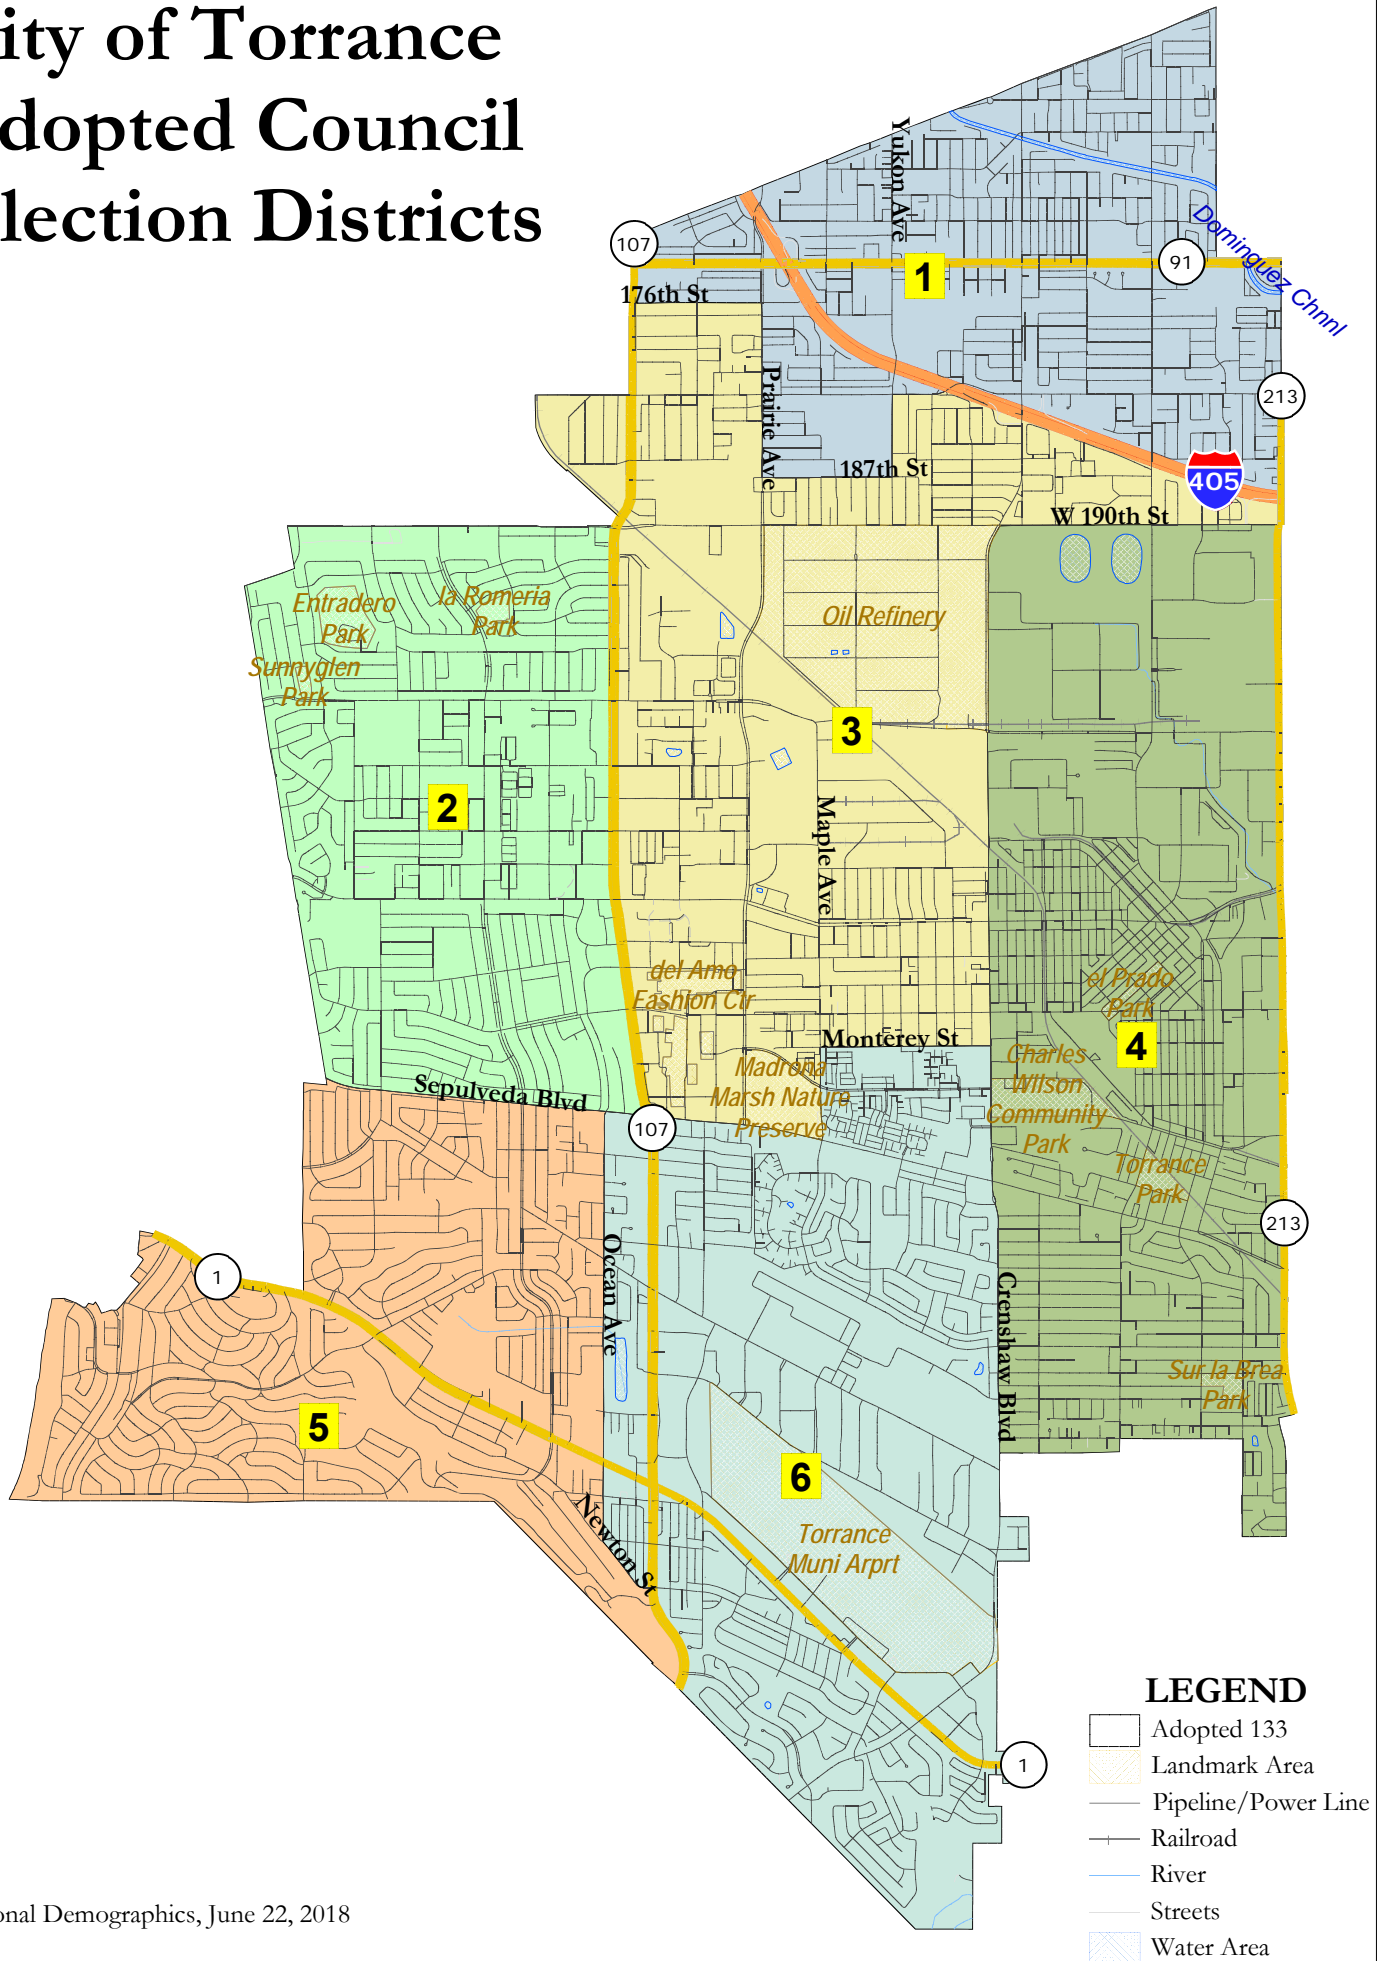 ity of Torrance
dopted Council
lection Districts
Yukon Ave
Dominguez Chnnl
107
91
1
176th St
Prairie Ave
213
187th St
405
W 190th St
Entradero
Park
la Romeria
Park
Oil Refinery
Sunnyglen
Park
3
2
Maple Ave
del Amo
Fashion Ctr
el Prado
Park
Monterey St
4
Madrona
Marsh Nature
Preserve
Charles
WIlson
Community
Park
Sepulveda Blvd
107
Torrance
Park
213
1
Ocean Ave
Crenshaw Blvd
Sur la Brea
Park
5
6
Newton St
Torrance
Muni Arprt
1
LEGEND
Adopted 133
Landmark Area
Pipeline/Power Line
Railroad
River
Streets
Water Area
onal Demographics, June 22, 2018